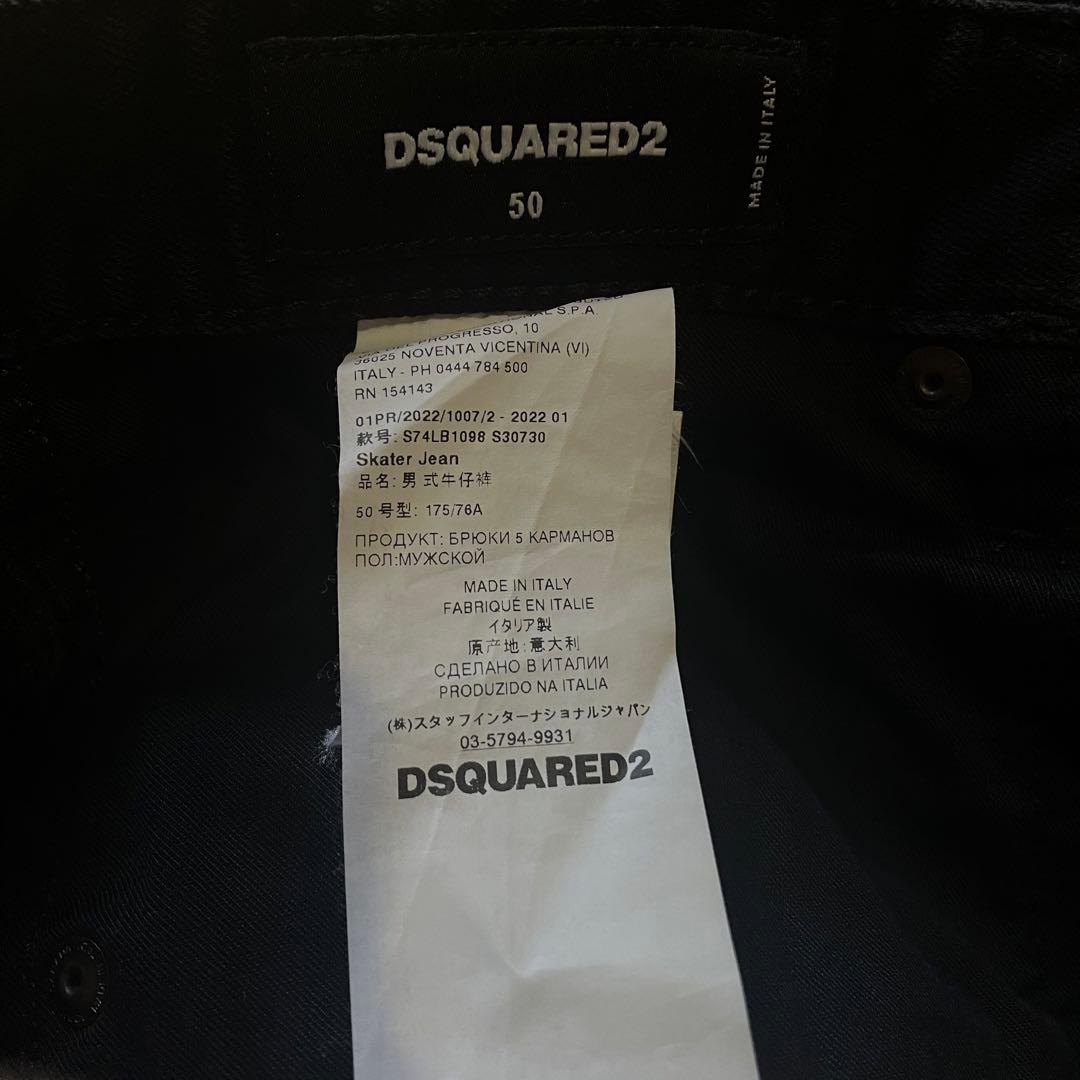 DSQUARED2
50
MADE IN ITALY
S.P.A.
PROGRESSO, 10
36025 NOVENTA VICENTINA (VI)
ITALY - PH 0444 784 500
RN 154143
01PR/2022/1007/2 - 2022 01
款号: S74LB1098 S30730
Skater Jean
品名: 男式牛仔裤
50 号型: 175/76A
ПРОДУКТ: БРЮКИ 5 КАРМАНОВ
ПОЛ:МУЖСКОЙ
MADE IN ITALY
FABRIQUÉ EN ITALIE
イタリア製
原产地:意大利
СДЕЛАНО В ИТАЛИИ
PRODUZIDO NA ITALIA
(株)スタッフインターナショナルジャパン
03-5794-9931
DSQUARED2